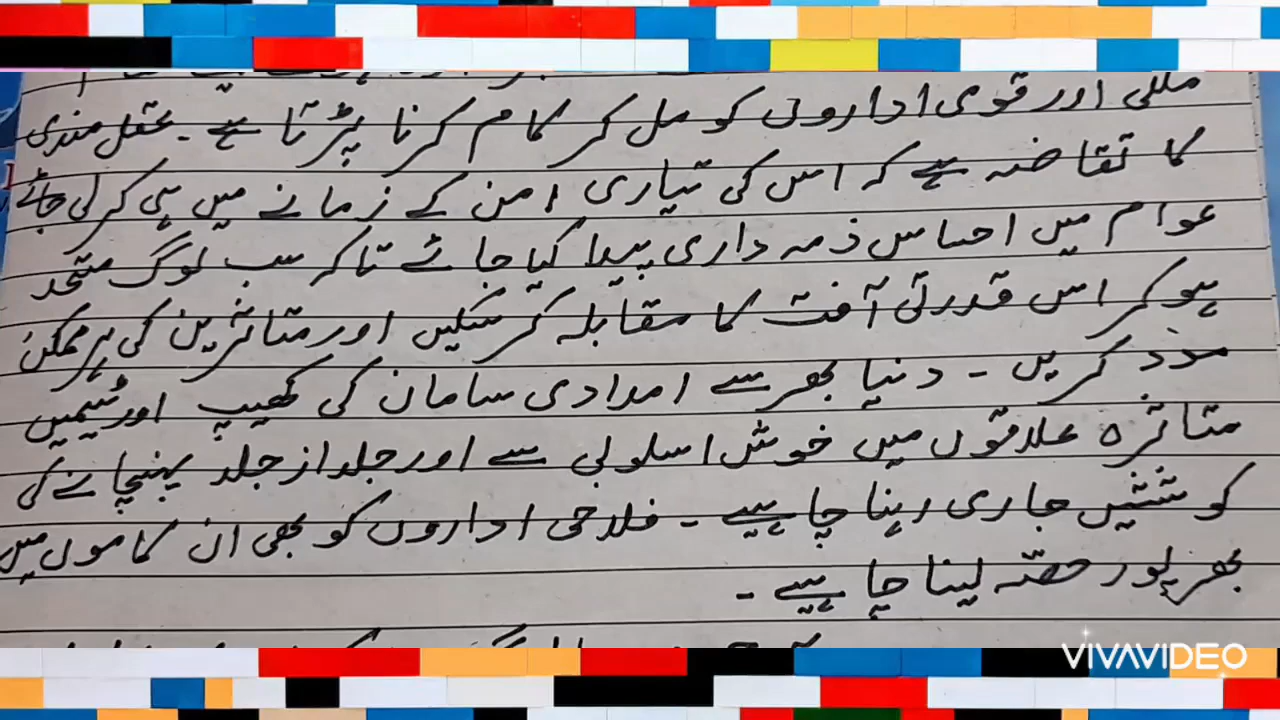 ملکی اور قومی اداروں کو مل کر کام کرنا پڑتا ہے۔ عقل مندی
کا تقاضہ ہے کہ اس کی تیاری امن کے زمانے میں ہی کر لی جائے
عوام میں احساس ذمہ داری پیدا کیا جائے تاکہ سب لوگ متحد
ہوکر اس قدرتی آفت کا مقابلہ کر سکیں اور متاثرین کی ہر ممکن
مدد کریں ۔ دنیا بھر سے امدادی سامان کی کھیپ اور ٹیمیں
متاثرہ علاقوں میں خوش اسلوبی سے اور جلد از جلد پہنچانے کی
کوششیں جاری رہنا چاہیے ۔ فلاحی اداروں کو بھی ان کاموں میں
بھرپور حصّہ لینا چاہیے ۔
VIVAVIDEO